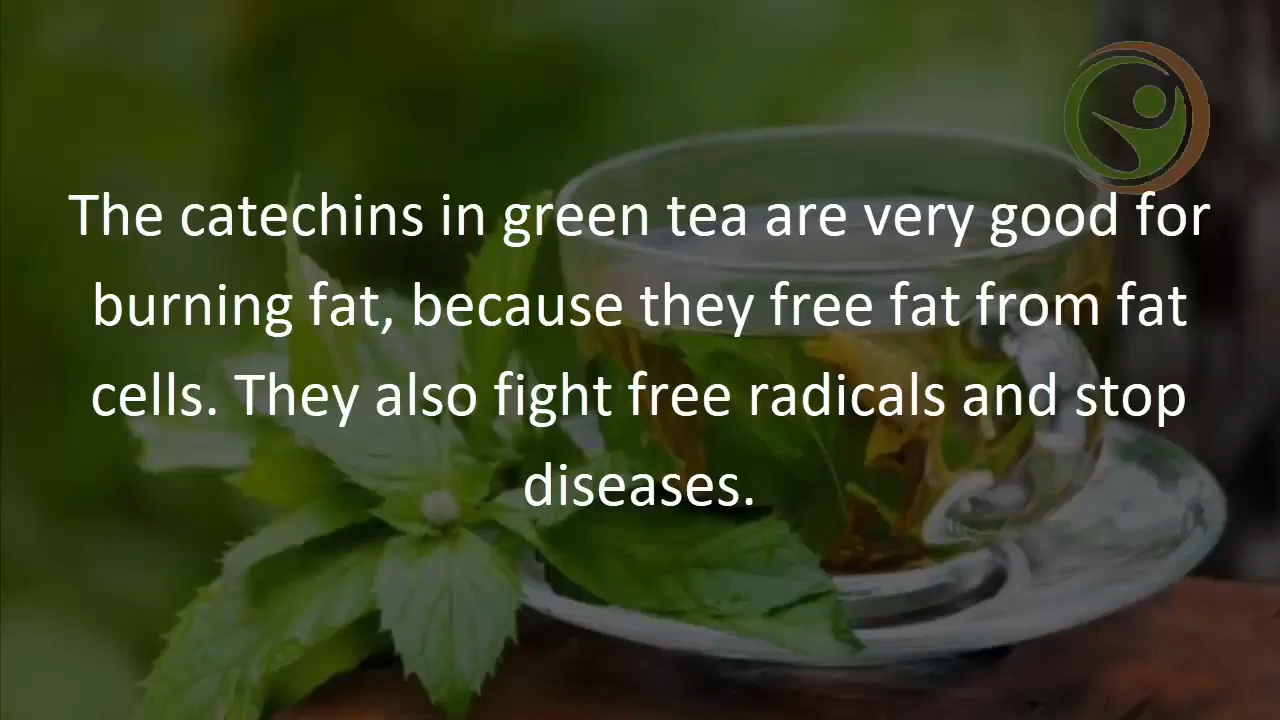 The catechins in green tea are very good for
burning fat, because they free fat from fat
cells. They also fight free radicals and stop
diseases.